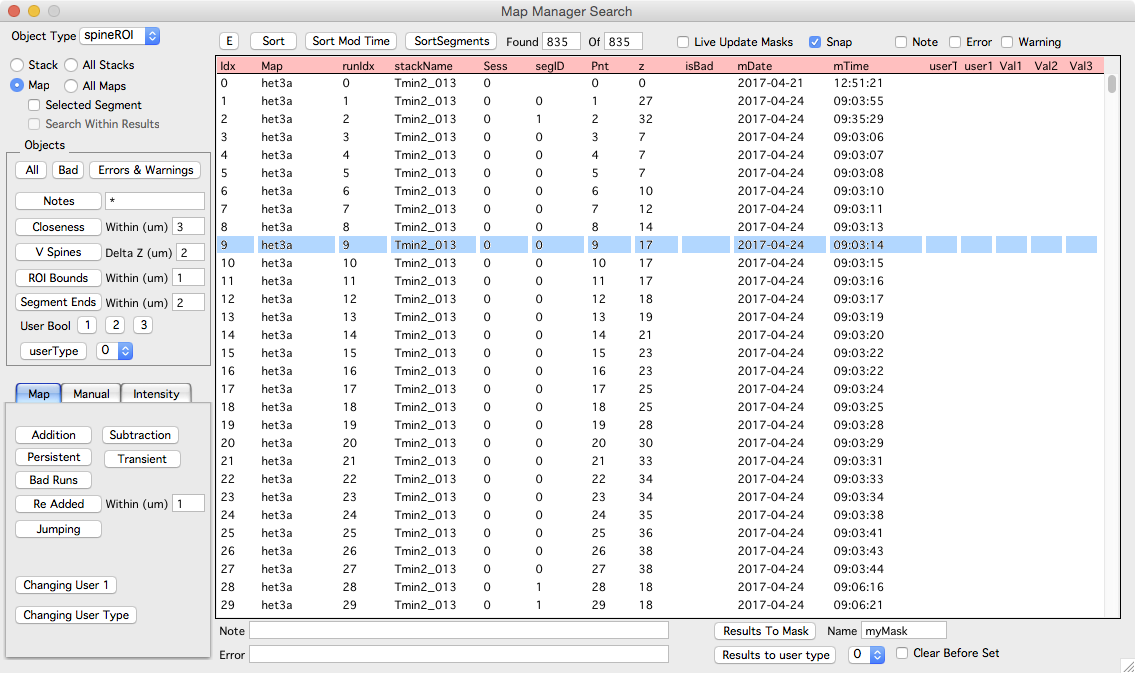 Map Manager Search
Object Type spineROI
Stack All Stacks
Map All Maps
Selected Segment
Search Within Results
Objects
All Bad Errors & Warnings
Notes *
Closeness Within (um) 3
V Spines Delta Z (um) 2
ROI Bounds Within (um) 1
Segment Ends Within (um) 2
User Bool 1 2 3
userType 0
Map Manual Intensity
Addition Subtraction
Persistent Transient
Bad Runs
Re Added Within (um) 1
Jumping
Changing User 1
Changing User Type
E Sort Sort Mod Time SortSegments Found 835 Of 835 Live Update Masks Snap Note Error Warning
Idx Map runIdx stackName Sess segID Pnt z isBad mDate mTime userT user1 Val1 Val2 Val3
0 het3a 0 Tmin2_013 0 0 0 2017-04-21 12:51:21
1 het3a 1 Tmin2_013 0 0 1 27 2017-04-24 09:03:55
2 het3a 2 Tmin2_013 0 1 2 32 2017-04-24 09:35:29
3 het3a 3 Tmin2_013 0 0 3 7 2017-04-24 09:03:06
4 het3a 4 Tmin2_013 0 0 4 7 2017-04-24 09:03:07
5 het3a 5 Tmin2_013 0 0 5 7 2017-04-24 09:03:08
6 het3a 6 Tmin2_013 0 0 6 10 2017-04-24 09:03:10
7 het3a 7 Tmin2_013 0 0 7 12 2017-04-24 09:03:11
8 het3a 8 Tmin2_013 0 0 8 14 2017-04-24 09:03:13
9 het3a 9 Tmin2_013 0 0 9 17 2017-04-24 09:03:14
10 het3a 10 Tmin2_013 0 0 10 17 2017-04-24 09:03:15
11 het3a 11 Tmin2_013 0 0 11 17 2017-04-24 09:03:16
12 het3a 12 Tmin2_013 0 0 12 18 2017-04-24 09:03:17
13 het3a 13 Tmin2_013 0 0 13 19 2017-04-24 09:03:19
14 het3a 14 Tmin2_013 0 0 14 21 2017-04-24 09:03:20
15 het3a 15 Tmin2_013 0 0 15 23 2017-04-24 09:03:22
16 het3a 16 Tmin2_013 0 0 16 23 2017-04-24 09:03:22
17 het3a 17 Tmin2_013 0 0 17 25 2017-04-24 09:03:24
18 het3a 18 Tmin2_013 0 0 18 25 2017-04-24 09:03:25
19 het3a 19 Tmin2_013 0 0 19 28 2017-04-24 09:03:28
20 het3a 20 Tmin2_013 0 0 20 30 2017-04-24 09:03:29
21 het3a 21 Tmin2_013 0 0 21 33 2017-04-24 09:03:31
22 het3a 22 Tmin2_013 0 0 22 34 2017-04-24 09:03:33
23 het3a 23 Tmin2_013 0 0 23 34 2017-04-24 09:03:34
24 het3a 24 Tmin2_013 0 0 24 35 2017-04-24 09:03:38
25 het3a 25 Tmin2_013 0 0 25 36 2017-04-24 09:03:41
26 het3a 26 Tmin2_013 0 0 26 38 2017-04-24 09:03:43
27 het3a 27 Tmin2_013 0 0 27 38 2017-04-24 09:03:44
28 het3a 28 Tmin2_013 0 1 28 18 2017-04-24 09:06:16
29 het3a 29 Tmin2_013 0 1 29 18 2017-04-24 09:06:21
Note Results To Mask Name myMask
Error Results to user type 0 Clear Before Set